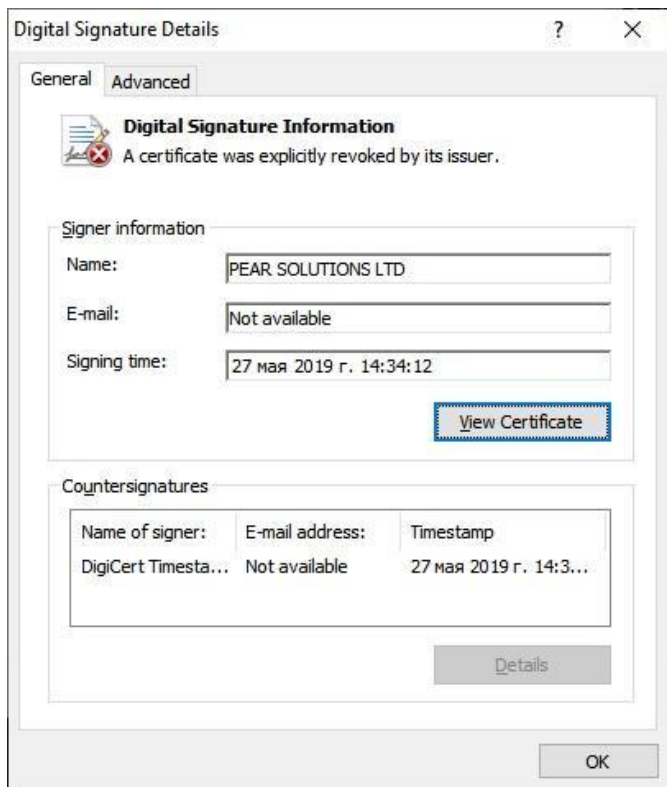 Digital Signature Details
General Advanced
Digital Signature Information
A certificate was explicitly revoked by its issuer.
Signer information
Name: PEAR SOLUTIONS LTD
E-mail: Not available
Signing time: 27 мая 2019 г. 14:34:12
View Certificate
Countersignatures
Name of signer: E-mail address: Timestamp
DigiCert Timesta... Not available 27 мая 2019 г. 14:3...
Details
OK